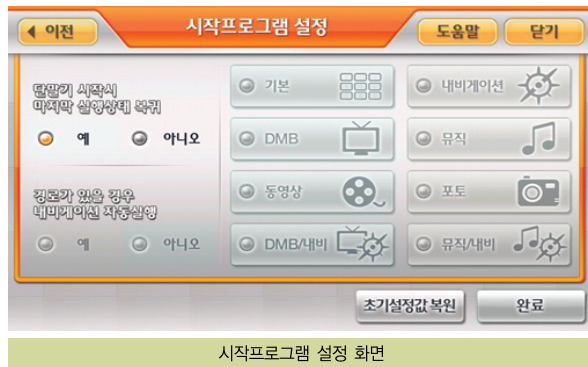 이전
시작프로그램 설정
도움말
닫기
단말기 시작시
마지막 실행상태 복귀
예
아니오
경로가 있을 경우
내비게이션 자동실행
예
아니오
기본
내비게이션
DMB
뮤직
동영상
포토
DMB/내비
뮤직/내비
초기설정값 복원
완료
시작프로그램 설정 화면